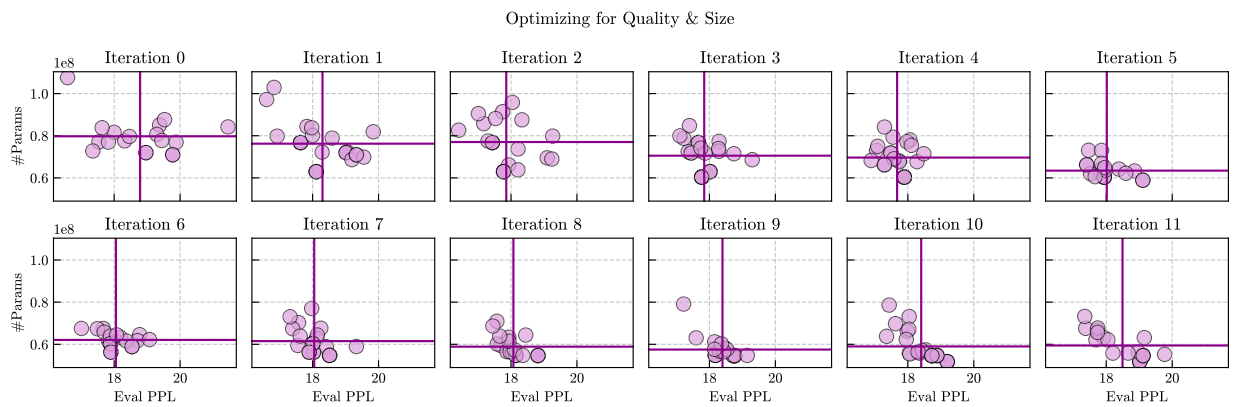 Optimizing for Quality & Size
Iteration 0
Iteration 1
Iteration 2
Iteration 3
Iteration 4
Iteration 5
1e8
1.0
0.8
0.6
#Params
Iteration 6
Iteration 7
Iteration 8
Iteration 9
Iteration 10
Iteration 11
1e8
1.0
0.8
0.6
#Params
18 20 18 20 18 20 18 20 18 20 18 20
Eval PPL Eval PPL Eval PPL Eval PPL Eval PPL Eval PPL